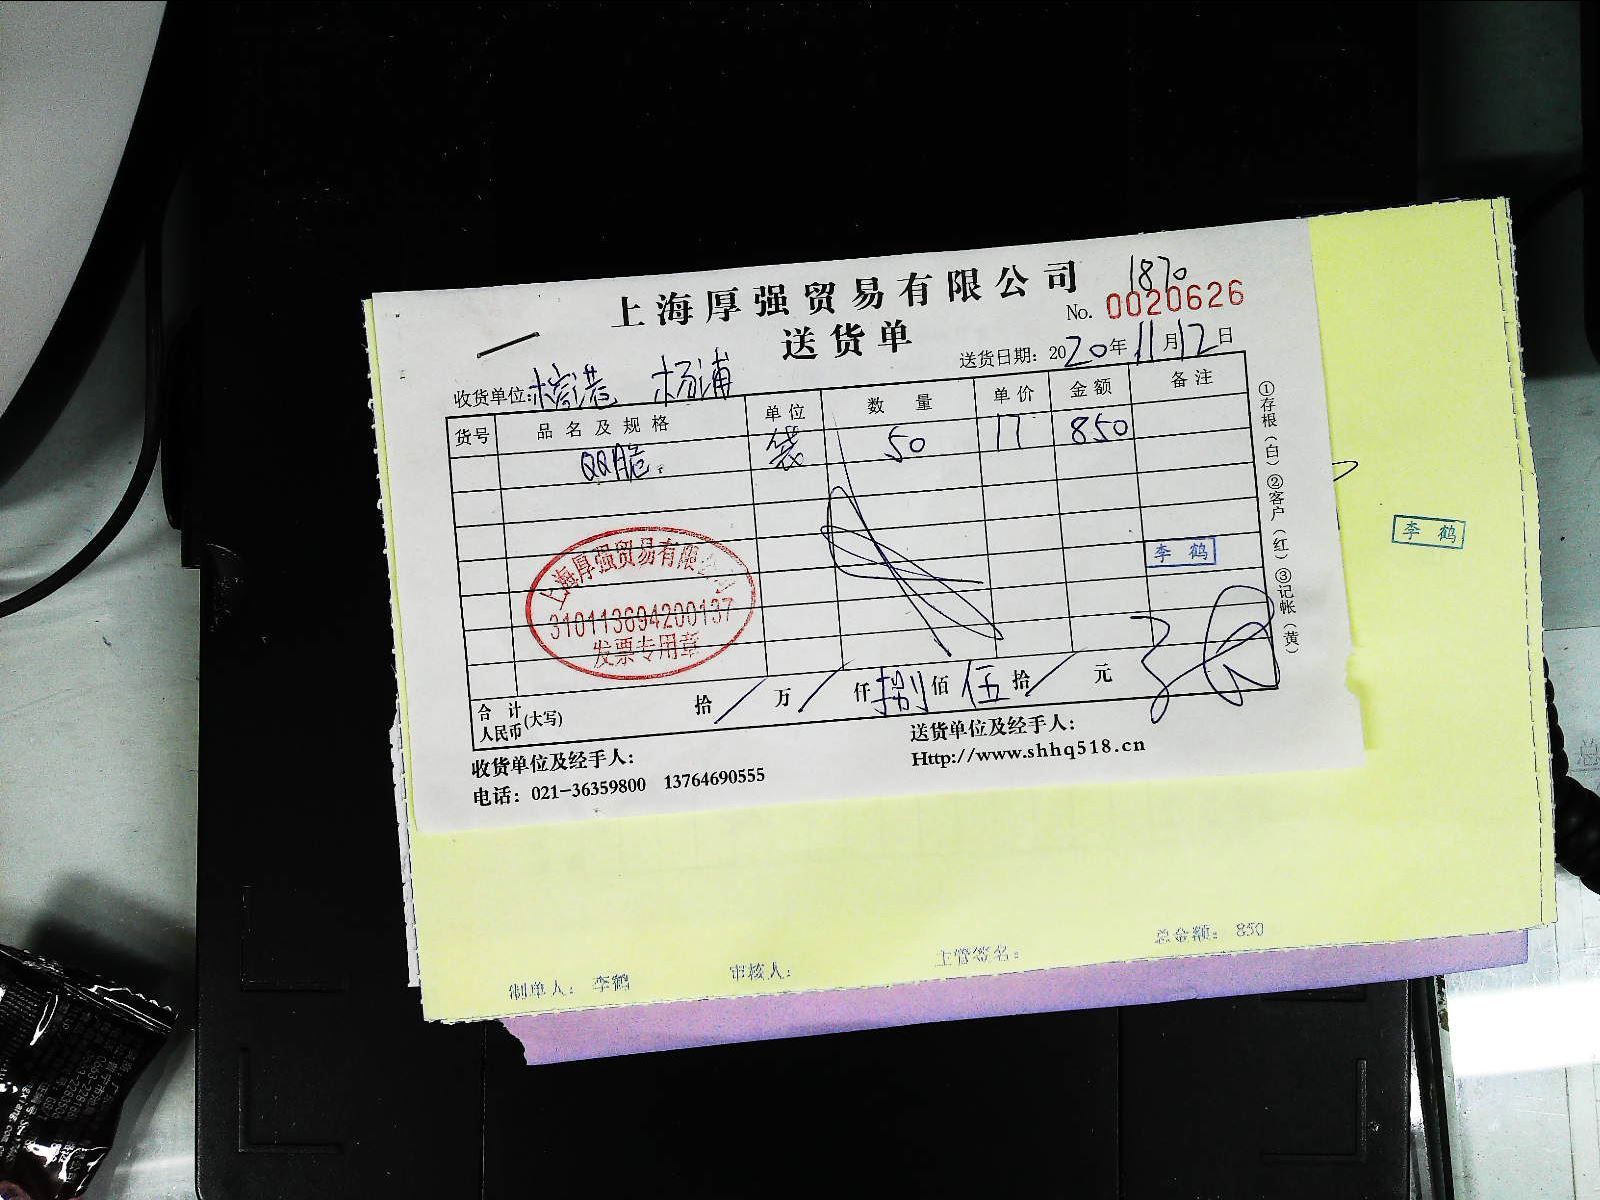 上海厚强贸易有限公司
1870
No. 0020626
送货单
送货日期: 2020年11月12日
收货单位: 榕港 杨浦
货号 品名及规格 单位 数量 单价 金额 备注
QQ脆 袋 50 17 850
李鹤
李鹤
上海厚强贸易有限公司
310113694200137
发票专用章
合计人民币(大写) 拾/万/仟捌佰伍拾/元
①存根(白)②客户(红)③记帐(黄)
收货单位及经手人:
送货单位及经手人:
电话: 021-36359800 13764690555
Http://www.shhq518.cn
制单人: 李鹤 审核人: 主管签名: 总金额: 850